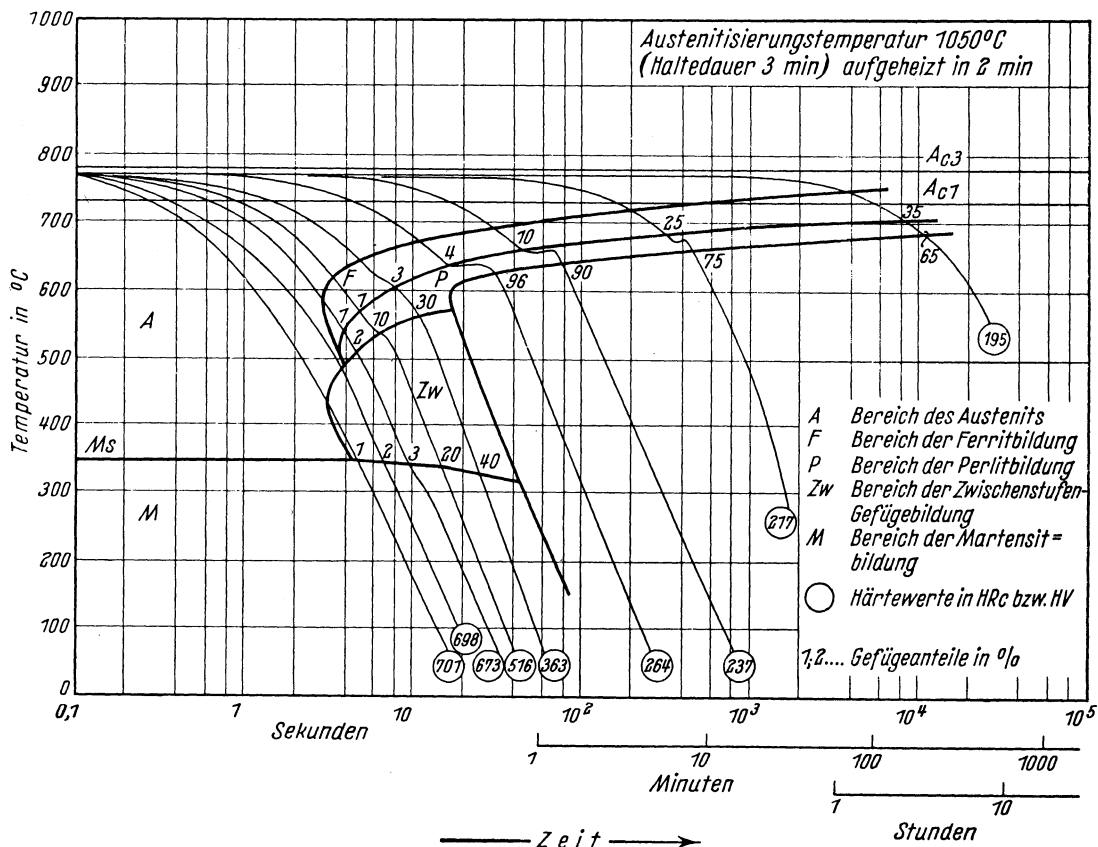 Austenitisierungstemperatur 1050°C
(Haltedauer 3 min) aufgeheizt in 2 min
Temperatur in °C
1000
900
800
700
600
500
400
300
200
100
0
Ac3
Ac1
Ms
A
F
P
Zw
M
1
1
2
10
3
30
4
96
10
90
25
75
35
65
1
2
3
20
40
701
698
673
516
363
264
237
217
195
A Bereich des Austenits
F Bereich der Ferritbildung
P Bereich der Perlitbildung
Zw Bereich der Zwischenstufen-
Gefügebildung
M Bereich der Martensit=
bildung
Härtewerte in HRc bzw. HV
1;2.... Gefügeanteile in %
0,1 1 10 10² 10³ 10⁴ 10⁵
Sekunden
1 10 100 1000
Minuten
1 10
Stunden
Zeit